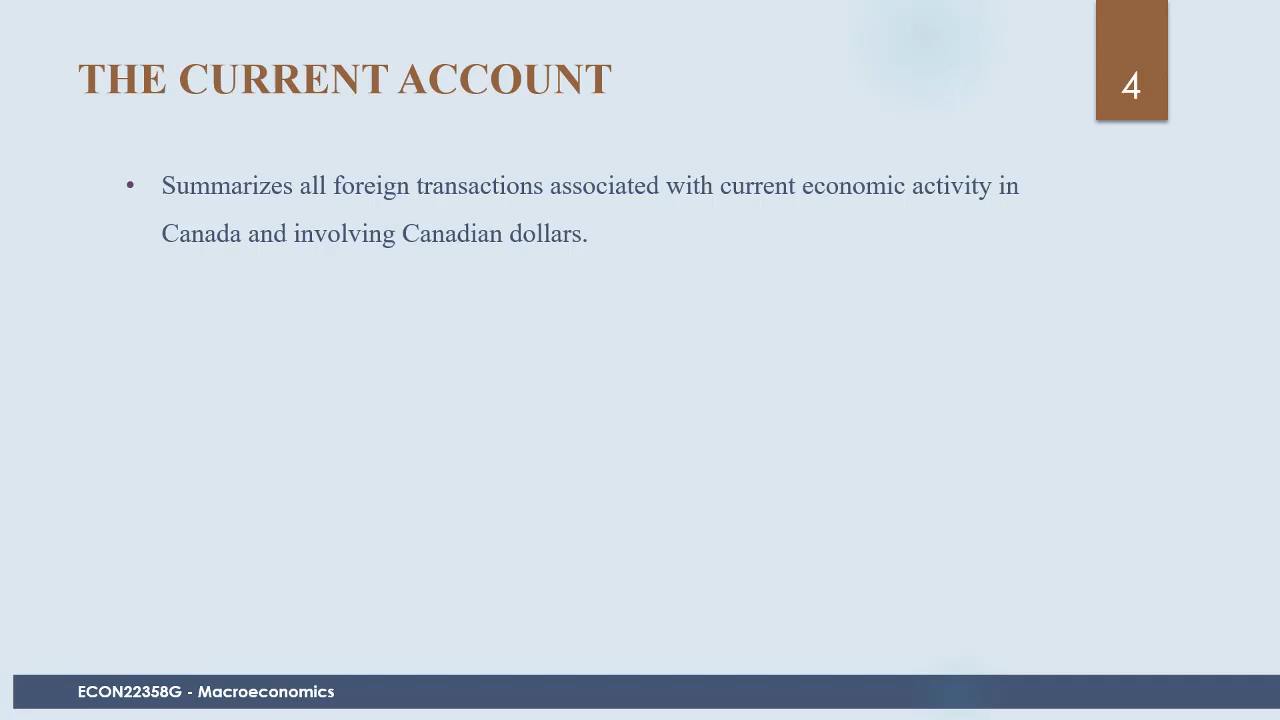 THE CURRENT ACCOUNT
4
• Summarizes all foreign transactions associated with current economic activity in
Canada and involving Canadian dollars.
ECON22358G - Macroeconomics